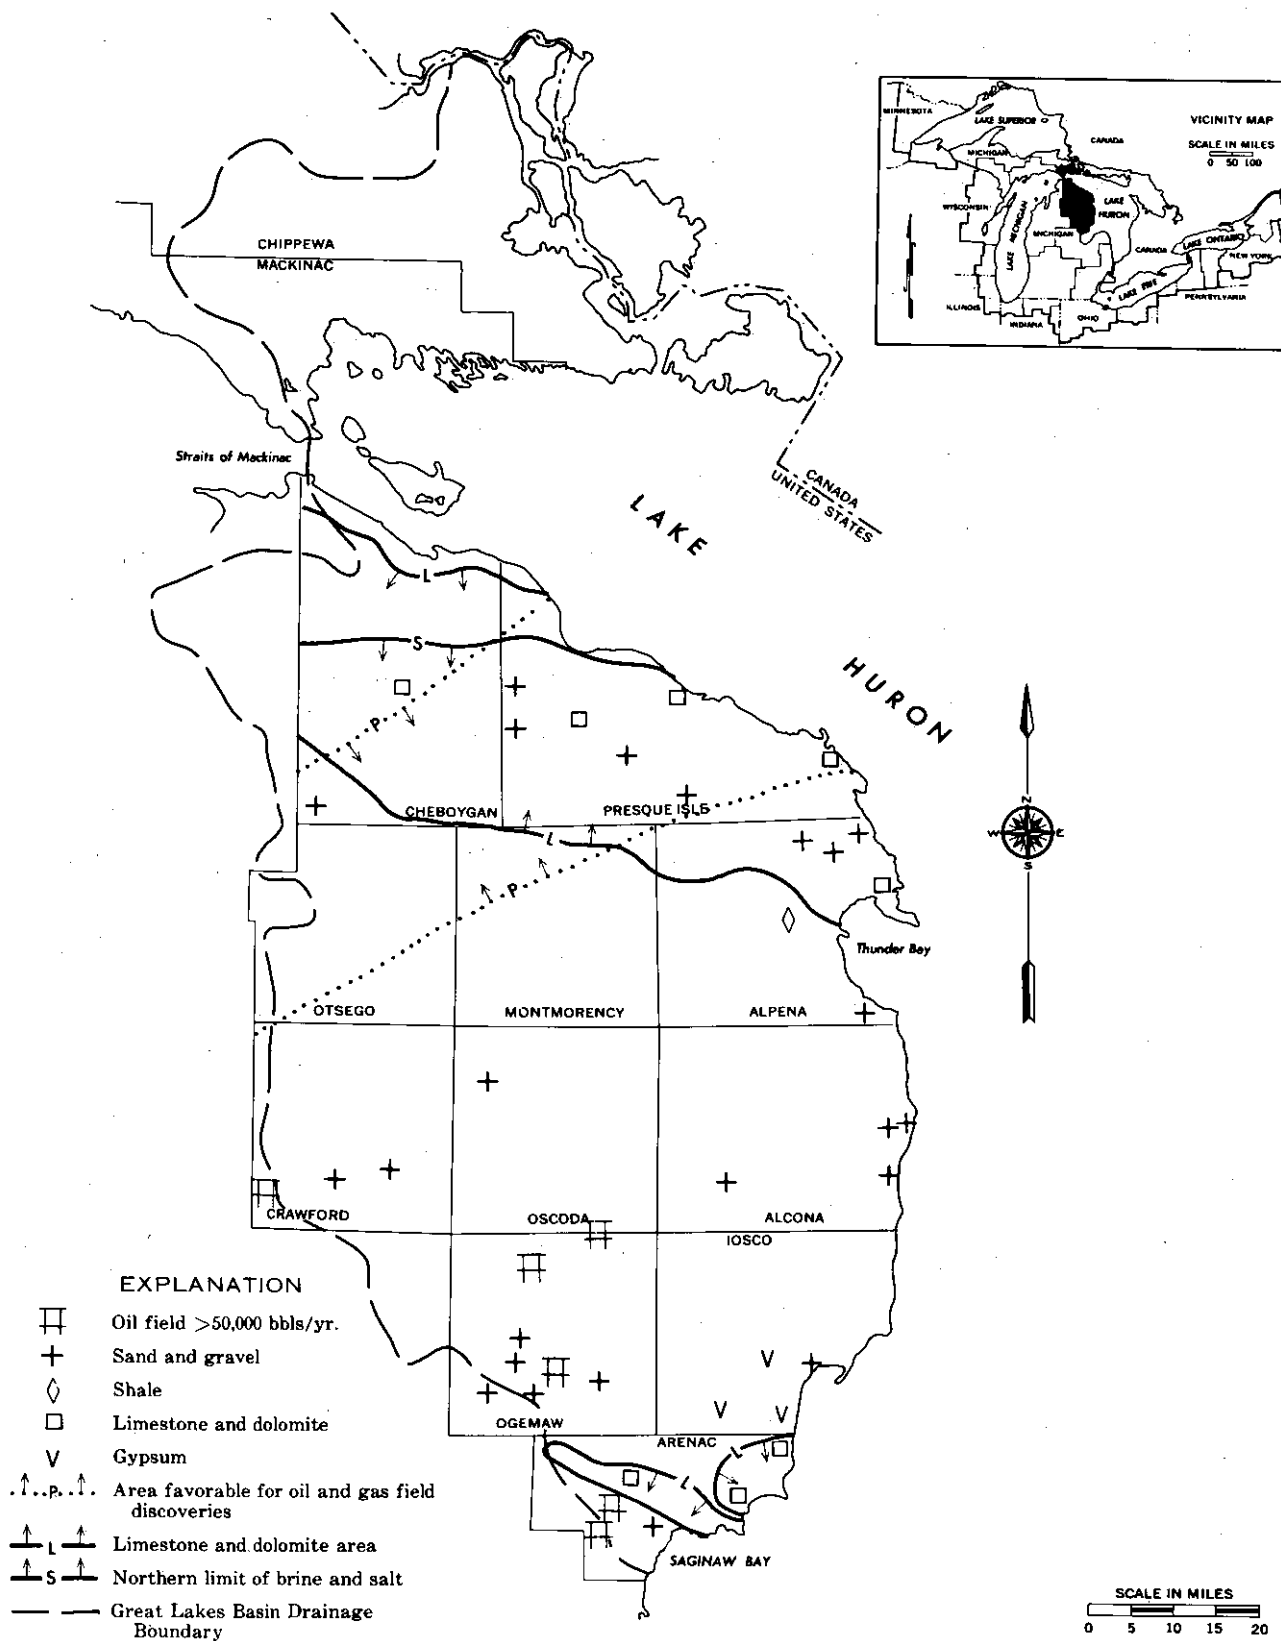 VICINITY MAP
SCALE IN MILES
0 50 100
MINNESOTA
LAKE SUPERIOR
CANADA
MICHIGAN
WISCONSIN
LAKE MICHIGAN
LAKE HURON
MICHIGAN
CANADA
LAKE ONTARIO
NEW YORK
LAKE ERIE
PENNSYLVANIA
ILLINOIS
INDIANA
OHIO
CHIPPEWA
MACKINAC
Straits of Mackinac
CANADA
UNITED STATES
LAKE
HURON
L
S
P
CHEBOYGAN
PRESQUE ISLE
L
P
N
W E
S
Thunder Bay
OTSEGO
MONTMORENCY
ALPENA
CRAWFORD
OSCODA
ALCONA
IOSCO
OGEMAW
ARENAC
L
L
SAGINAW BAY
EXPLANATION
Oil field >50,000 bbls/yr.
Sand and gravel
Shale
Limestone and dolomite
V Gypsum
P Area favorable for oil and gas field
discoveries
L Limestone and dolomite area
S Northern limit of brine and salt
Great Lakes Basin Drainage
Boundary
SCALE IN MILES
0 5 10 15 20